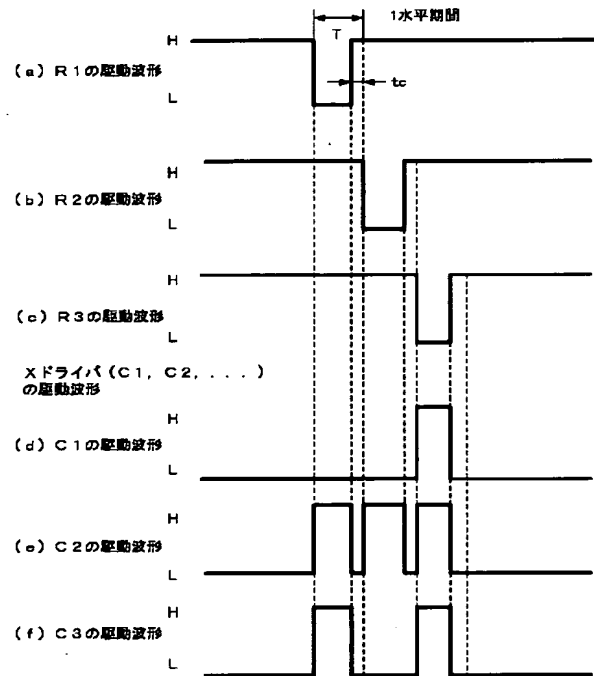 1水平期間
T
H
(a) R1の駆動波形
L
tc
H
(b) R2の駆動波形
L
H
(c) R3の駆動波形
L
Xドライバ(C1, C2, . . . . )
の駆動波形
H
(d) C1の駆動波形
L
H
(e) C2の駆動波形
L
H
(f) C3の駆動波形
L